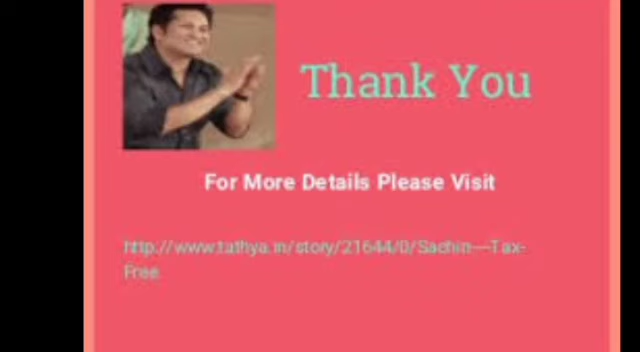 Thank You
For More Details Please Visit
http://www.tathya.in/story/21644/0/Sachin---Tax-
Free